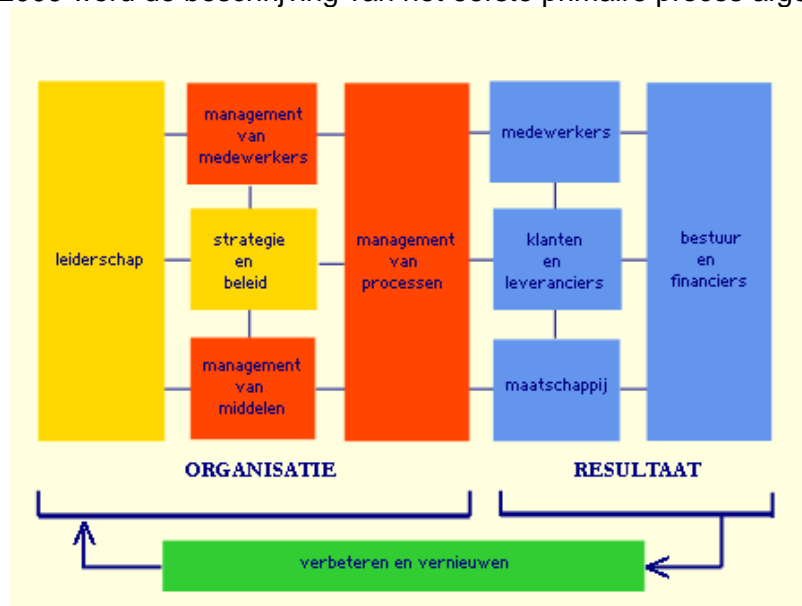 management
van
medewerkers
medewerkers
leiderschap
strategie
en
beleid
management
van
processen
klanten
en
leveranciers
bestuur
en
financiers
management
van
middelen
maatschappij
ORGANISATIE
RESULTAAT
verbeteren en vernieuwen